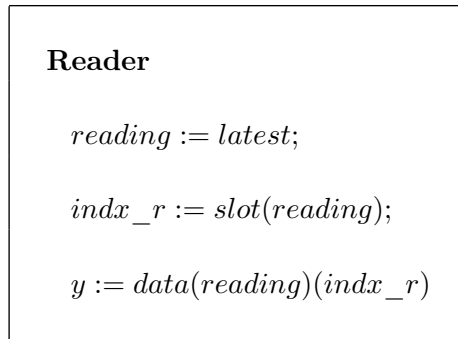 Reader
reading := latest;
indx_r := slot(reading);
y := data(reading)(indx_r)